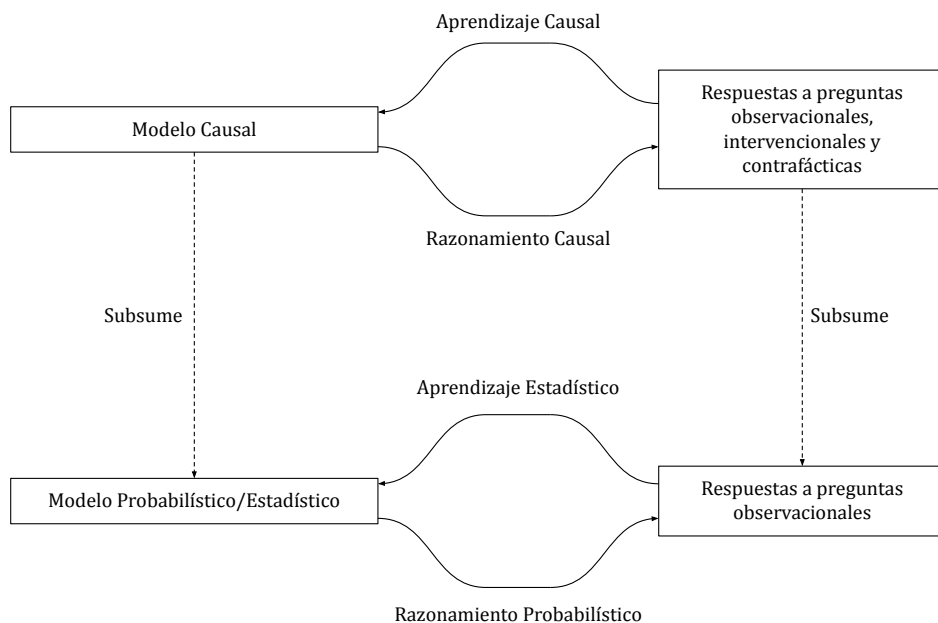 Aprendizaje Causal
Modelo Causal
Respuestas a preguntas
observacionales,
intervencionales y
contrafácticas
Razonamiento Causal
Subsume
Subsume
Aprendizaje Estadístico
Modelo Probabilístico/Estadístico
Respuestas a preguntas
observacionales
Razonamiento Probabilístico